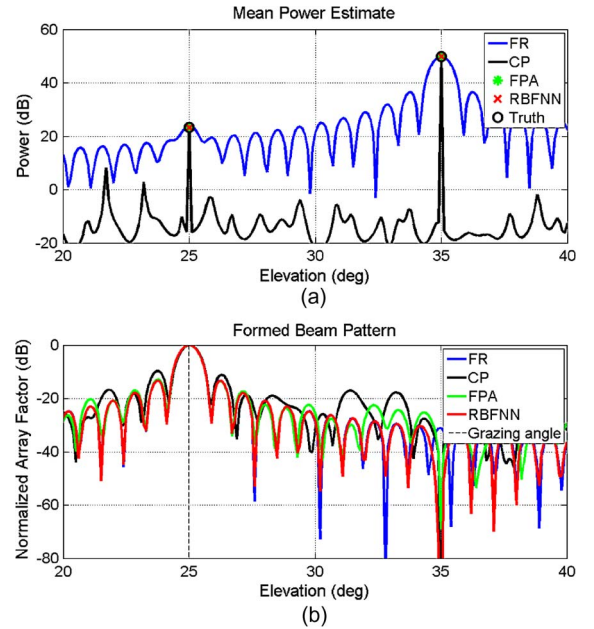 Mean Power Estimate
60
40
20
0
-20
Power (dB)
FR
CP
FPA
RBFNN
Truth
20
25
30
35
40
Elevation (deg)
(a)
Formed Beam Pattern
0
-20
-40
-60
-80
Normalized Array Factor (dB)
FR
CP
FPA
RBFNN
Grazing angle
20
25
30
35
40
Elevation (deg)
(b)